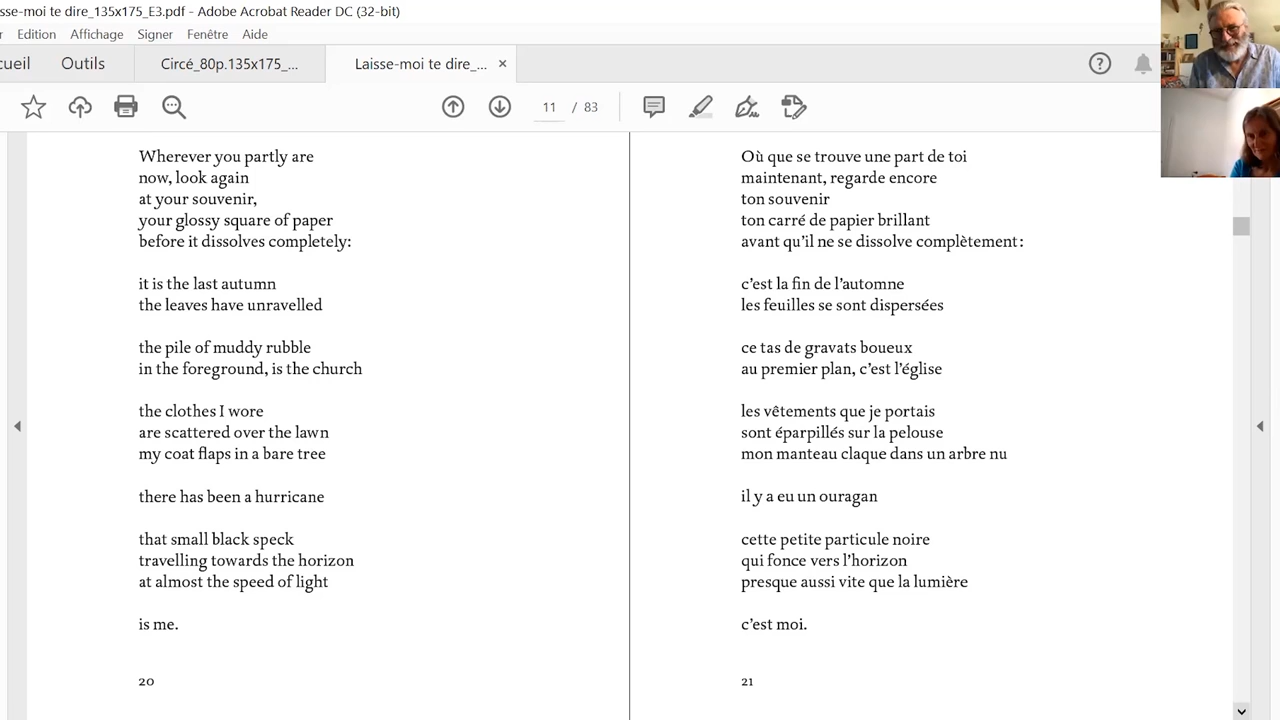 sse-moi te dire_135x175_E3.pdf - Adobe Acrobat Reader DC (32-bit)
r Edition Affichage Signer Fenêtre Aide
cueil Outils Circé_80p.135x175_... Laisse-moi te dire_... ×
11 / 83
Wherever you partly are
now, look again
at your souvenir,
your glossy square of paper
before it dissolves completely:
it is the last autumn
the leaves have unravelled
the pile of muddy rubble
in the foreground, is the church
the clothes I wore
are scattered over the lawn
my coat flaps in a bare tree
there has been a hurricane
that small black speck
travelling towards the horizon
at almost the speed of light
is me.
20
Où que se trouve une part de toi
maintenant, regarde encore
ton souvenir
ton carré de papier brillant
avant qu’il ne se dissolve complètement :
c’est la fin de l’automne
les feuilles se sont dispersées
ce tas de gravats boueux
au premier plan, c’est l’église
les vêtements que je portais
sont éparpillés sur la pelouse
mon manteau claque dans un arbre nu
il y a eu un ouragan
cette petite particule noire
qui fonce vers l’horizon
presque aussi vite que la lumière
c’est moi.
21